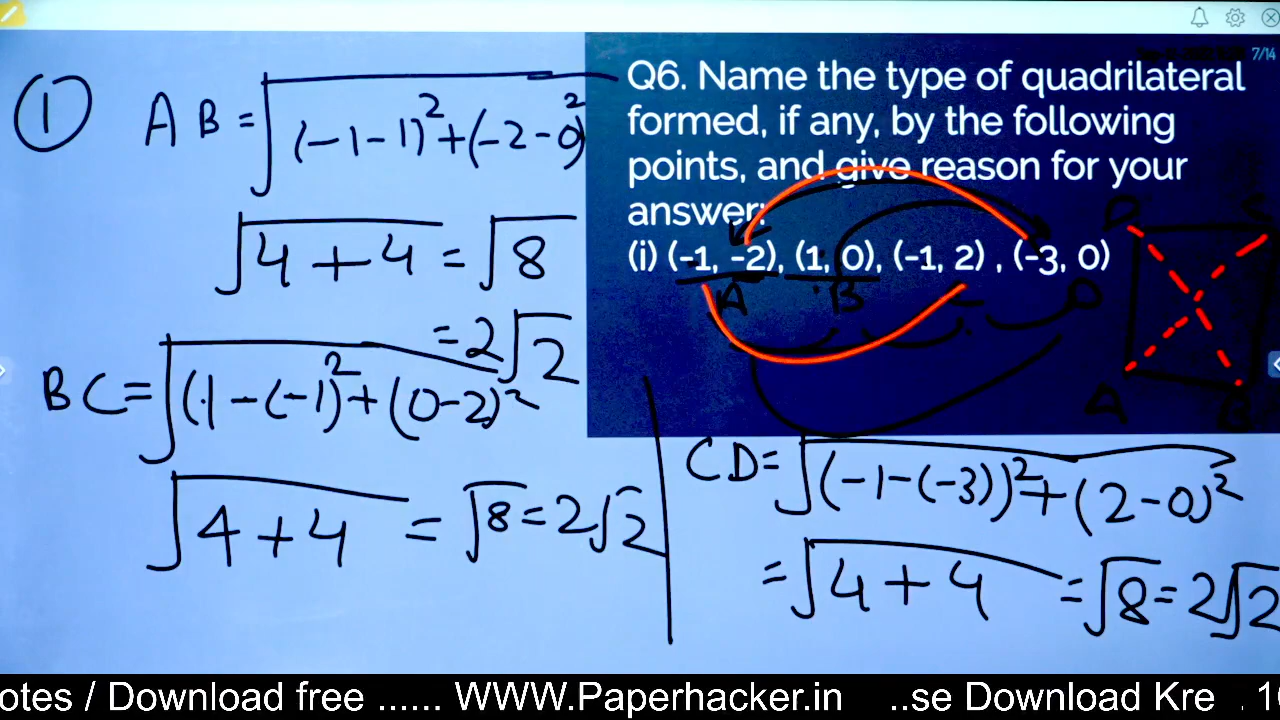 7/14
Q6. Name the type of quadrilateral
formed, if any, by the following
points, and give reason for your
answer:
(i) (-1, -2), (1, 0), (-1, 2) , (-3, 0)
A B D
D C
A B
① AB = √(-1-1)²+(-2-0)²
√4+4 = √8
= 2√2
BC = √(1-(-1)²+(0-2)²
√4+4 = √8 = 2√2
CD = √(-1-(-3))²+(2-0)²
= √4+4 = √8 = 2√2
otes / Download free ...... WWW.Paperhacker.in ..se Download Kre . 10